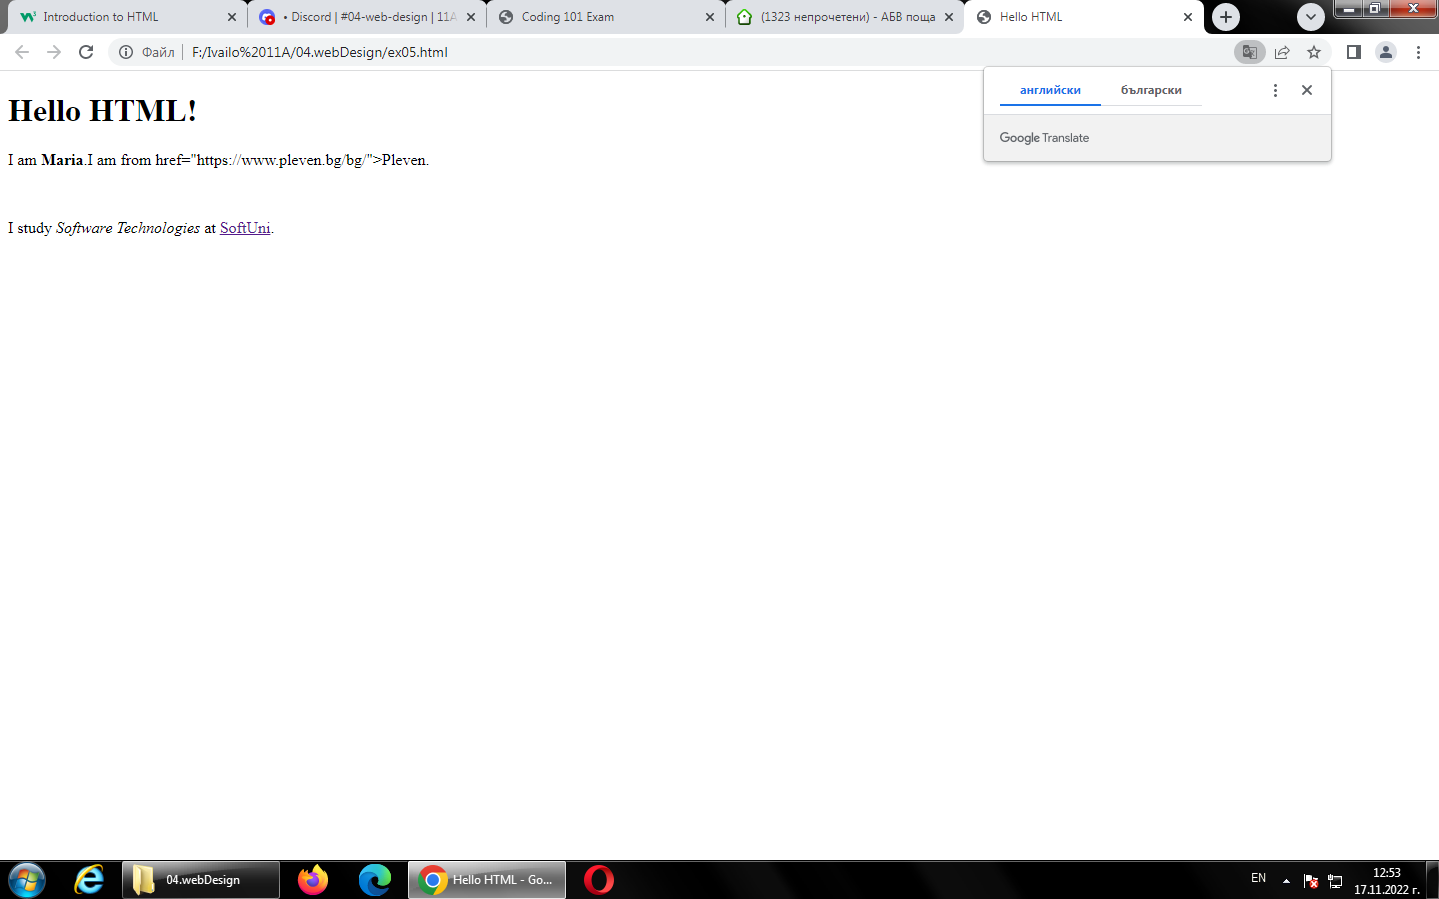 Introduction to HTML
• Discord | #04-web-design | 11А
Coding 101 Exam
(1323 непрочетени) - АБВ поща
Hello HTML
Файл
F:/Ivailo%2011A/04.webDesign/ex05.html
английски
български
Google Translate
Hello HTML!
I am Maria.I am from href="https://www.pleven.bg/bg/">Pleven.
I study Software Technologies at SoftUni.
04.webDesign
Hello HTML - Go...
EN
12:53
17.11.2022 г.